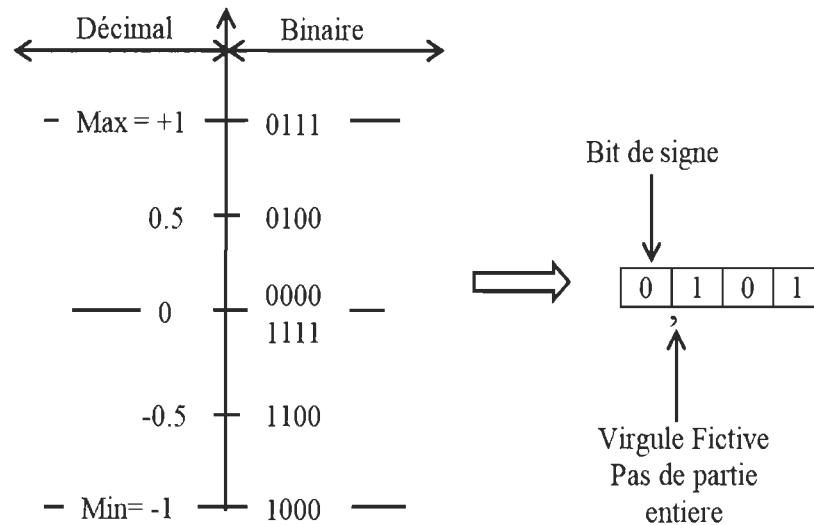 Décimal Binaire
Max = +1 0111
0.5 0100
0 0000
1111
-0.5 1100
Min= -1 1000
Bit de signe
0 1 0 1
,
Virgule Fictive
Pas de partie
entiere